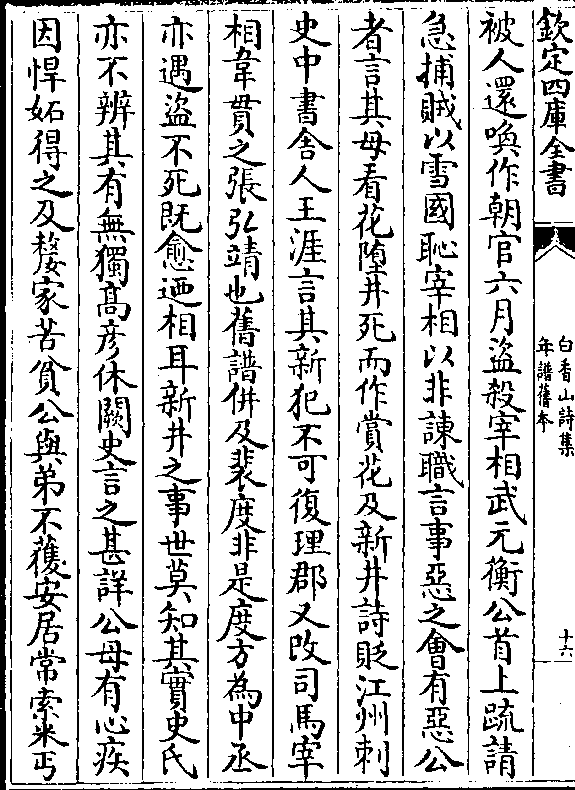 欽定四庫全書
白香山詩集
年譜舊本
十六
被人還喚作朝官六月盜殺宰相武元衡公首上疏請
急捕賊以雪國恥宰相以非諫職言事惡之會有惡公
者言其母看花墮井死而作賞花及新井詩貶江州刺
史中書舍人王涯言其新犯不可復理郡又改司馬宰
相韋貫之張弘靖也舊譜併及裴度非是度方為中丞
亦遇盜不死既愈迺相耳新井之事世莫知其實史氏
亦不辨其有無獨髙彦休闕史言之甚詳公母有心疾
因悍妬得之及嫠家苦貧公與弟不獲安居常索米丐